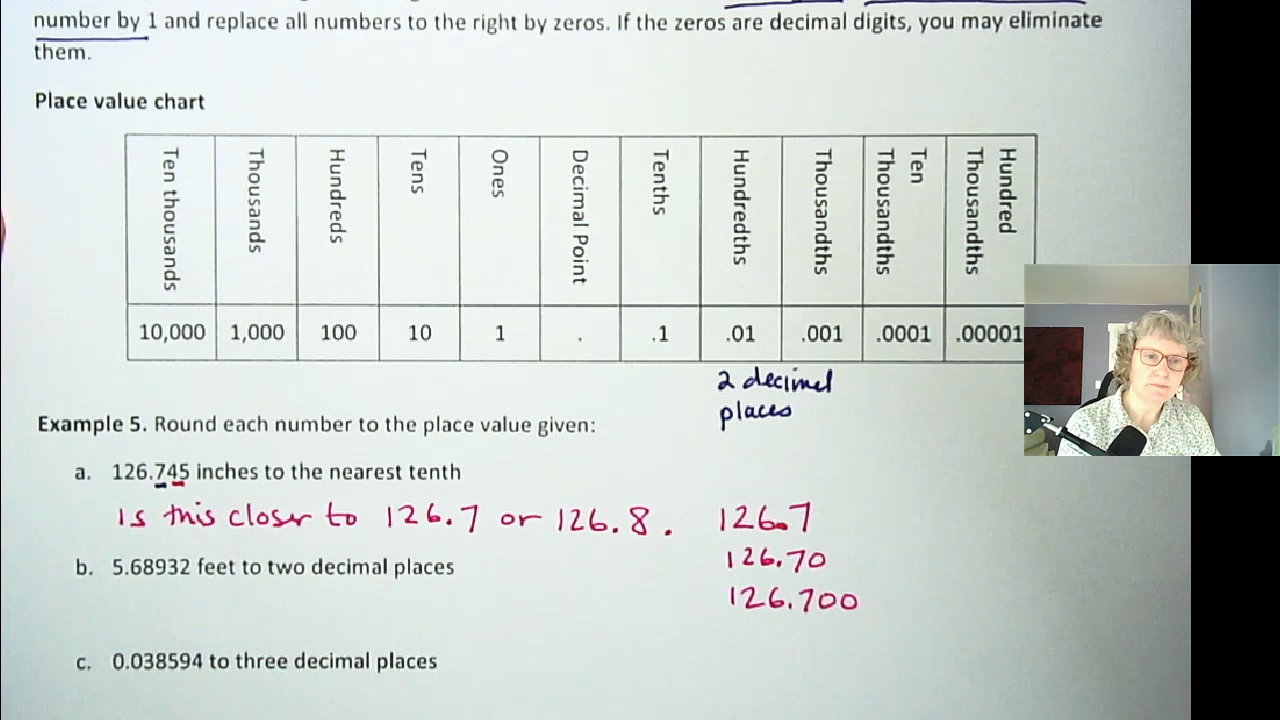 number by 1 and replace all numbers to the right by zeros. If the zeros are decimal digits, you may eliminate
them.
Place value chart
Ten thousands
Thousands
Hundreds
Tens
Ones
Decimal Point
Tenths
Hundredths
Thousandths
Ten Thousandths
Hundred Thousandths
10,000 1,000 100 10 1 . .1 .01 .001 .0001 .00001
2 decimel
places
Example 5. Round each number to the place value given:
a. 126.745 inches to the nearest tenth
is this closer to 126.7 or 126.8. 126.7
126.70
b. 5.68932 feet to two decimal places
126.700
c. 0.038594 to three decimal places